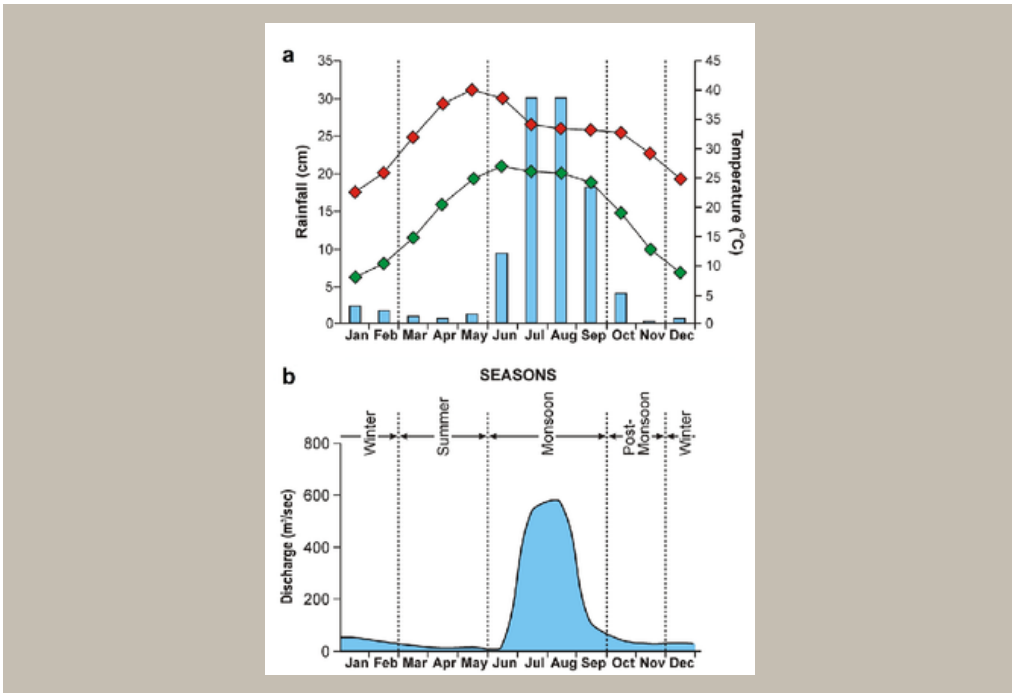 a
35
30
25
20
15
10
5
0
Rainfall (cm)
45
40
35
30
25
20
15
10
5
0
Temperature (°C)
Jan Feb Mar Apr May Jun Jul Aug Sep Oct Nov Dec
b
SEASONS
Winter
Summer
Monsoon
Post-
Monsoon
Winter
800
600
400
200
0
Discharge (m³/sec)
Jan Feb Mar Apr May Jun Jul Aug Sep Oct Nov Dec